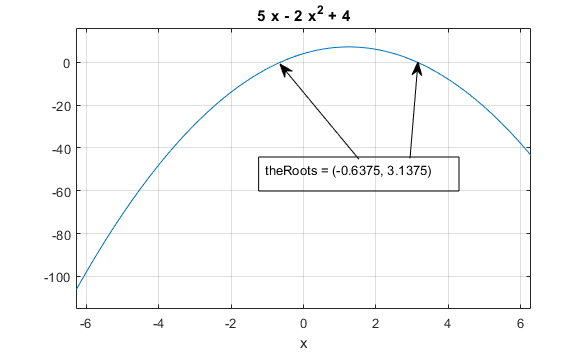 5 x - 2 x² + 4
0
-20
-40
-60
-80
-100
theRoots = (-0.6375, 3.1375)
-6 -4 -2 0 2 4 6
x